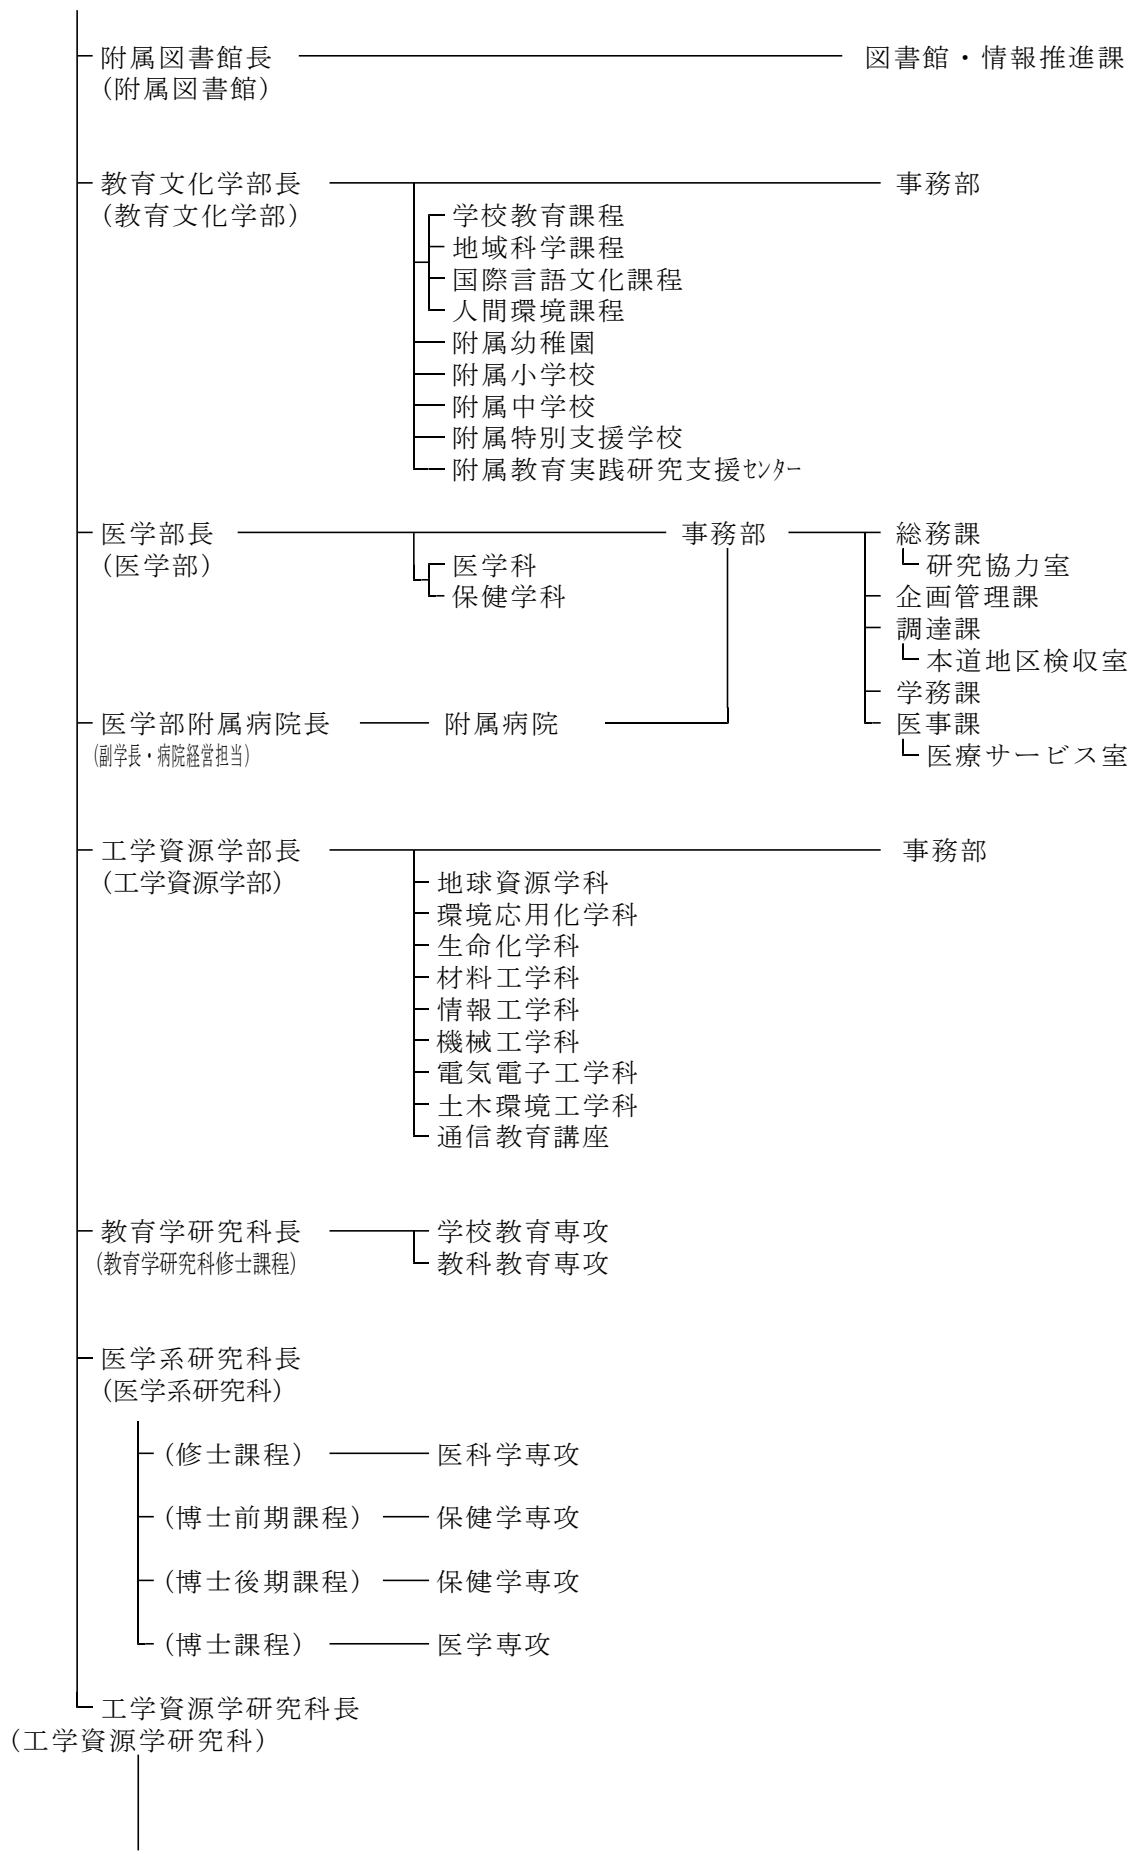 附属図書館長 図書館・情報推進課
(附属図書館)
教育文化学部長 事務部
(教育文化学部) 学校教育課程
地域科学課程
国際言語文化課程
人間環境課程
附属幼稚園
附属小学校
附属中学校
附属特別支援学校
附属教育実践研究支援ｾﾝﾀｰ
医学部長 事務部 総務課
(医学部) 医学科 研究協力室
保健学科 企画管理課
調達課
本道地区検収室
学務課
医学部附属病院長 附属病院 医事課
(副学長・病院経営担当) 医療サービス室
工学資源学部長 事務部
(工学資源学部) 地球資源学科
環境応用化学科
生命化学科
材料工学科
情報工学科
機械工学科
電気電子工学科
土木環境工学科
通信教育講座
教育学研究科長 学校教育専攻
(教育学研究科修士課程) 教科教育専攻
医学系研究科長
(医学系研究科)
(修士課程) 医科学専攻
(博士前期課程) 保健学専攻
(博士後期課程) 保健学専攻
(博士課程) 医学専攻
工学資源学研究科長
(工学資源学研究科)